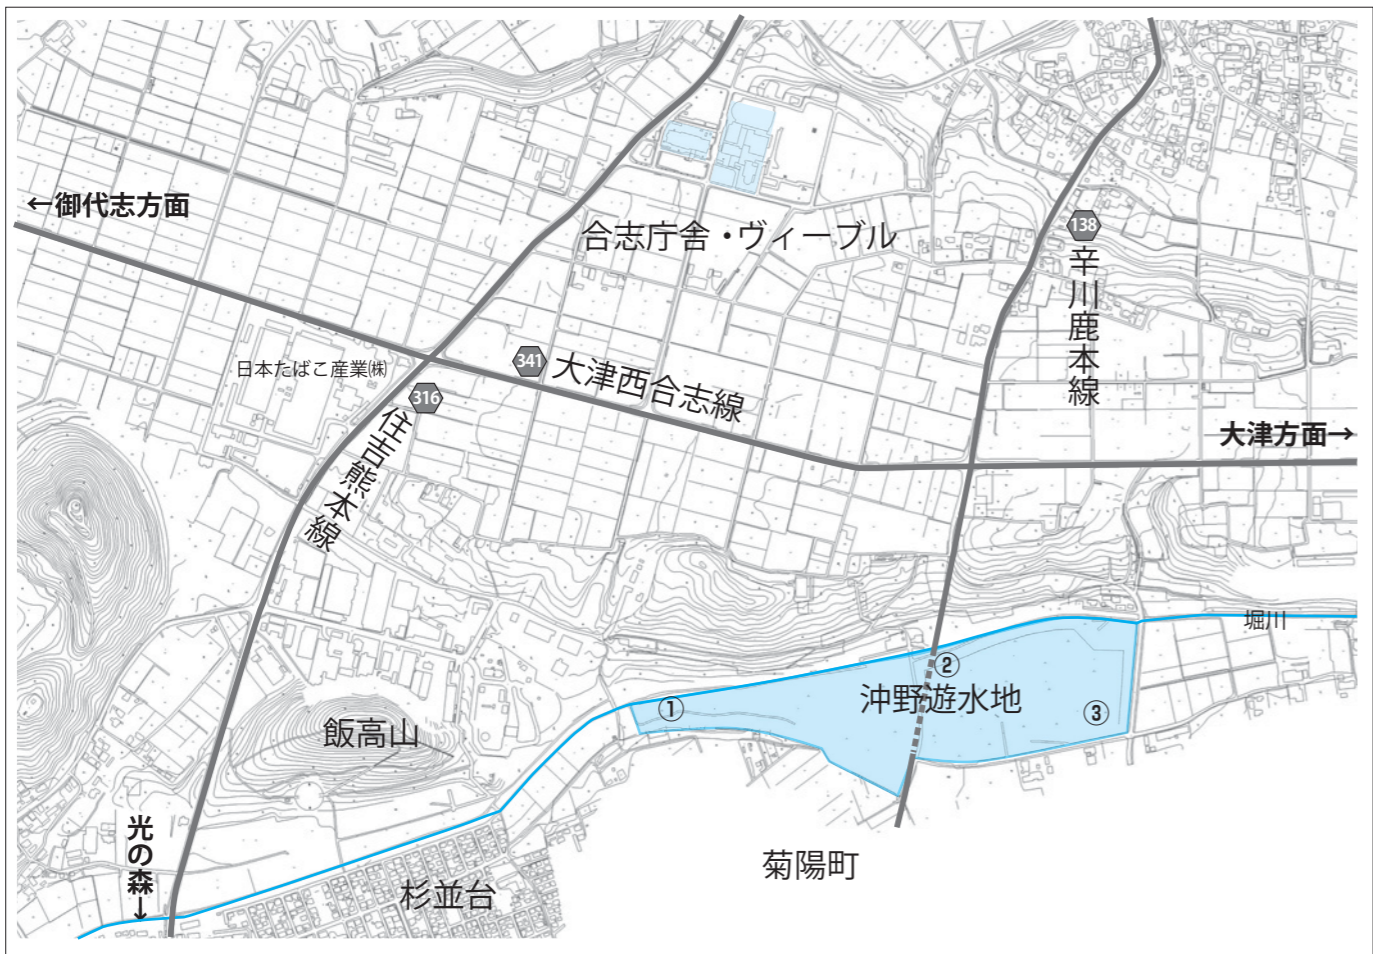 ←御代志方面
合志庁舎・ヴィーブル
138
辛川鹿本線
日本たばこ産業㈱
341
大津西合志線
316
住吉熊本線
大津方面→
堀川
①
②
沖野遊水地
③
飯高山
光の森→
杉並台
菊陽町